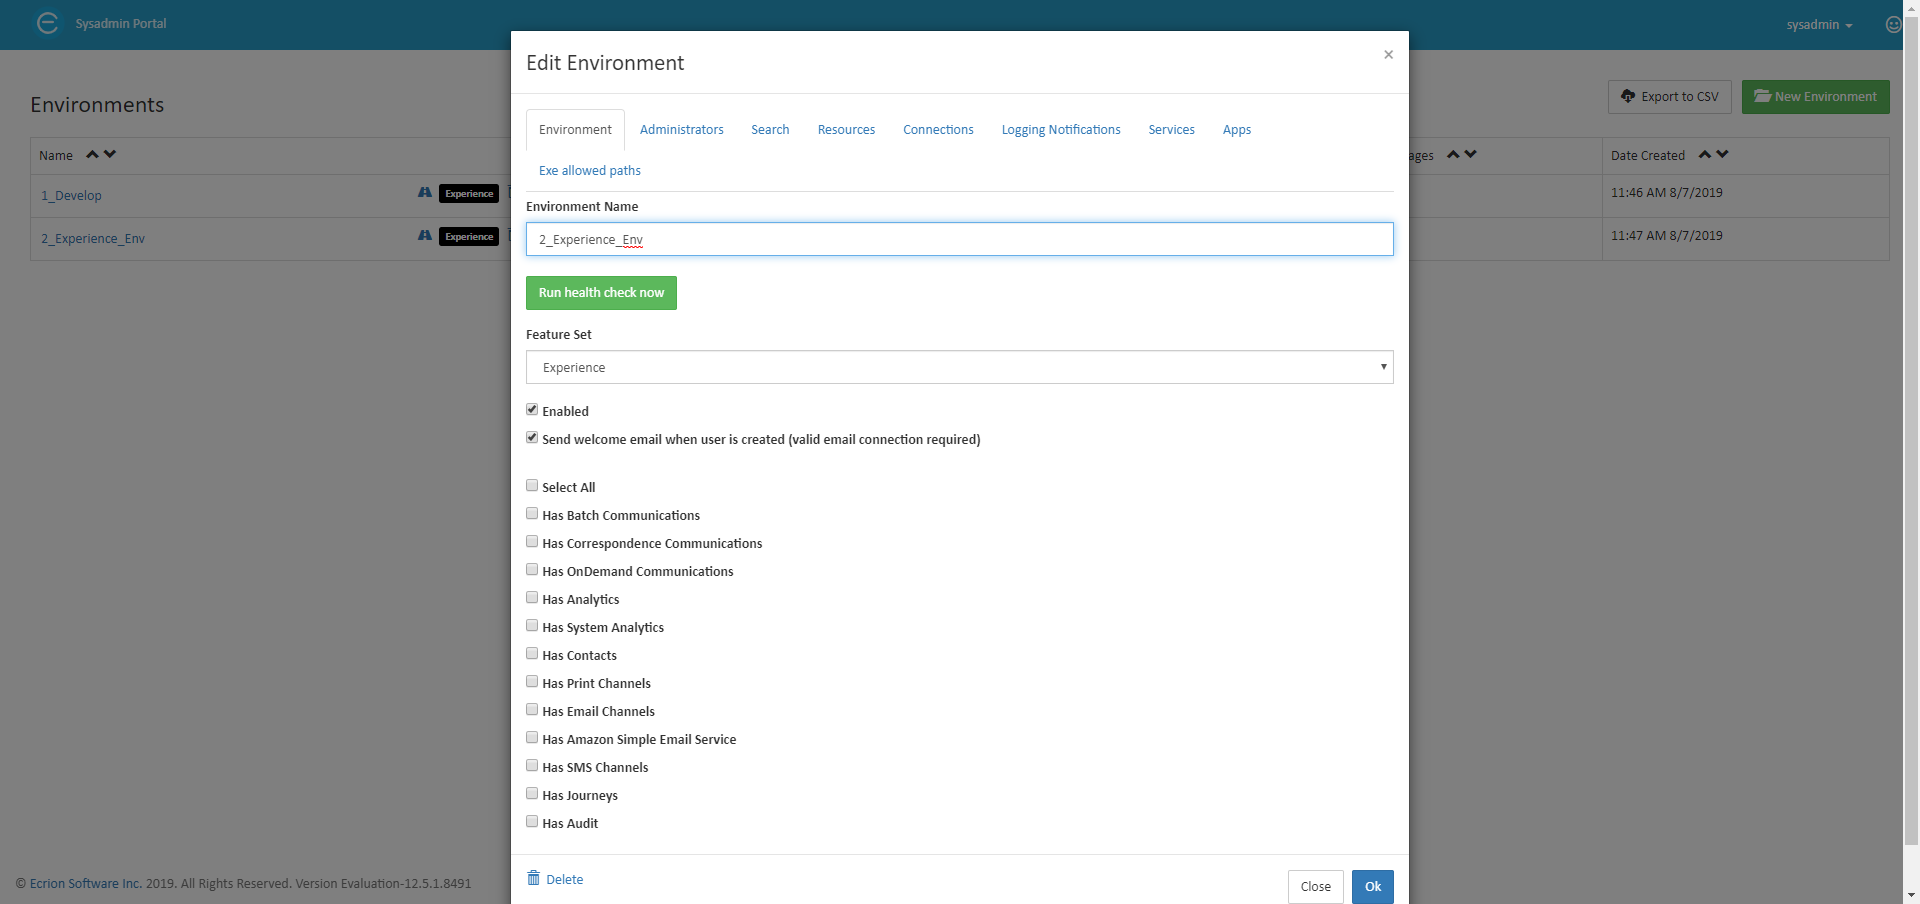 Sysadmin Portal
sysadmin
Environments
Export to CSV
New Environment
Name
ages
Date Created
1_Develop
Experience
11:46 AM 8/7/2019
2_Experience_Env
Experience
11:47 AM 8/7/2019
Edit Environment
×
Environment Administrators Search Resources Connections Logging Notifications Services Apps
Exe allowed paths
Environment Name
2_Experience_Env
Run health check now
Feature Set
Experience
Enabled
Send welcome email when user is created (valid email connection required)
Select All
Has Batch Communications
Has Correspondence Communications
Has OnDemand Communications
Has Analytics
Has System Analytics
Has Contacts
Has Print Channels
Has Email Channels
Has Amazon Simple Email Service
Has SMS Channels
Has Journeys
Has Audit
Delete
Close
Ok
© Ecrion Software Inc. 2019. All Rights Reserved. Version Evaluation-12.5.1.8491